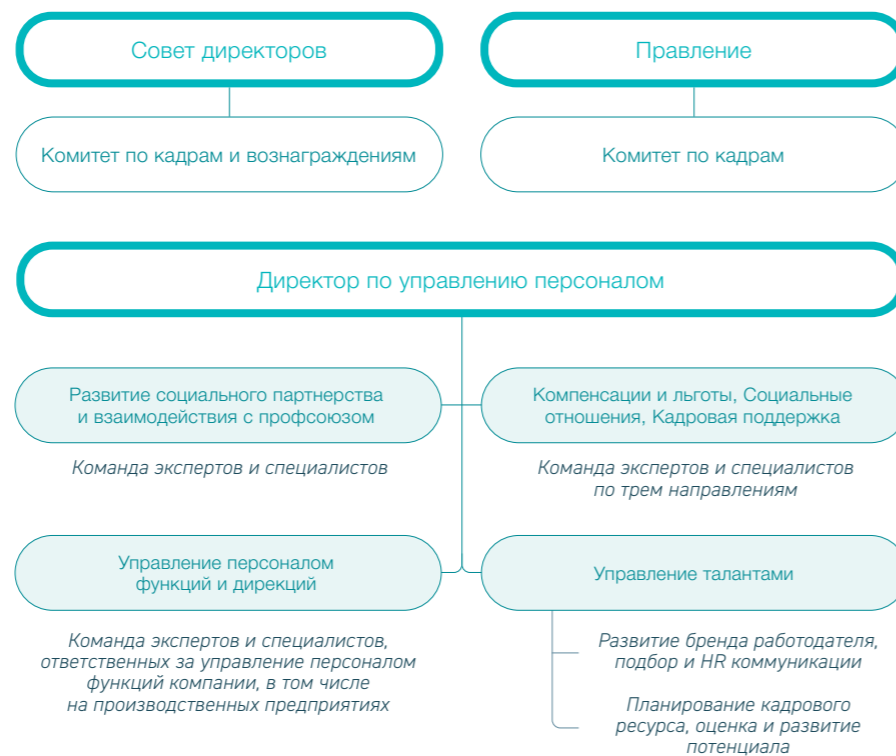 Совет директоров
Правление
Комитет по кадрам и вознаграждениям
Комитет по кадрам
Директор по управлению персоналом
Развитие социального партнерства
и взаимодействия с профсоюзом
Компенсации и льготы, Социальные
отношения, Кадровая поддержка
Команда экспертов и специалистов
Команда экспертов и специалистов
по трем направлениям
Управление персоналом
функций и дирекций
Управление талантами
Команда экспертов и специалистов,
ответственных за управление персоналом
функций компании, в том числе
на производственных предприятиях
Развитие бренда работодателя,
подбор и HR коммуникации
Планирование кадрового
ресурса, оценка и развитие
потенциала